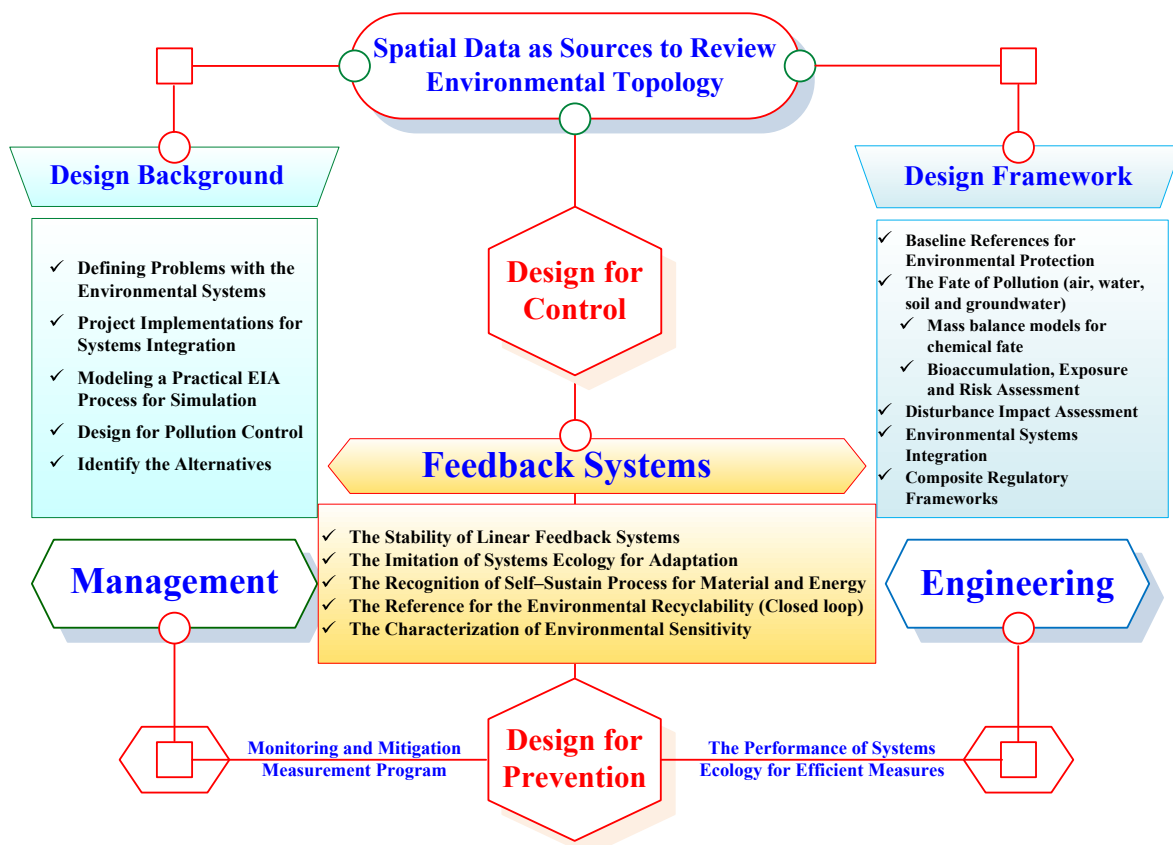 Spatial Data as Sources to Review
Environmental Topology
Design Background
✓ Defining Problems with the
Environmental Systems
✓ Project Implementations for
Systems Integration
✓ Modeling a Practical EIA
Process for Simulation
✓ Design for Pollution Control
✓ Identify the Alternatives
Management
Design for
Control
Feedback Systems
✓ The Stability of Linear Feedback Systems
✓ The Imitation of Systems Ecology for Adaptation
✓ The Recognition of Self–Sustain Process for Material and Energy
✓ The Reference for the Environmental Recyclability (Closed loop)
✓ The Characterization of Environmental Sensitivity
Design Framework
✓ Baseline References for
Environmental Protection
✓ The Fate of Pollution (air, water,
soil and groundwater)
✓ Mass balance models for
chemical fate
✓ Bioaccumulation, Exposure
and Risk Assessment
✓ Disturbance Impact Assessment
✓ Environmental Systems
Integration
✓ Composite Regulatory
Frameworks
Engineering
Monitoring and Mitigation
Measurement Program
Design for
Prevention
The Performance of Systems
Ecology for Efficient Measures